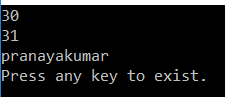 30
31
pranayakumar
Press any key to exist.